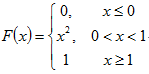 F(x) = { 0, x ≤ 0
x², 0 < x < 1
1 x ≥ 1